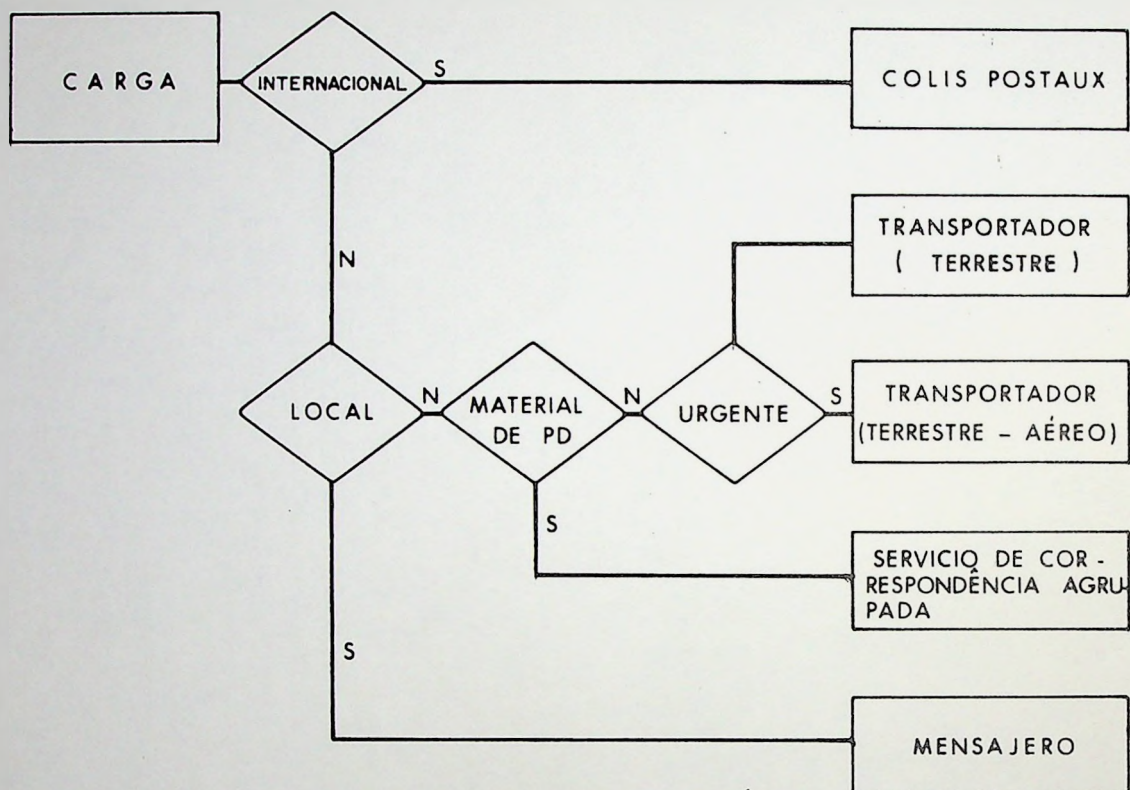 CARGA
INTERNACIONAL
S
COLIS POSTAUX
N
TRANSPORTADOR
( TERRESTRE )
LOCAL
N
MATERIAL
DE PD
N
URGENTE
S
TRANSPORTADOR
(TERRESTRE - AÉREO)
S
SERVICIO DE COR-
RESPONDÊNCIA AGRU-
PADA
S
MENSAJERO